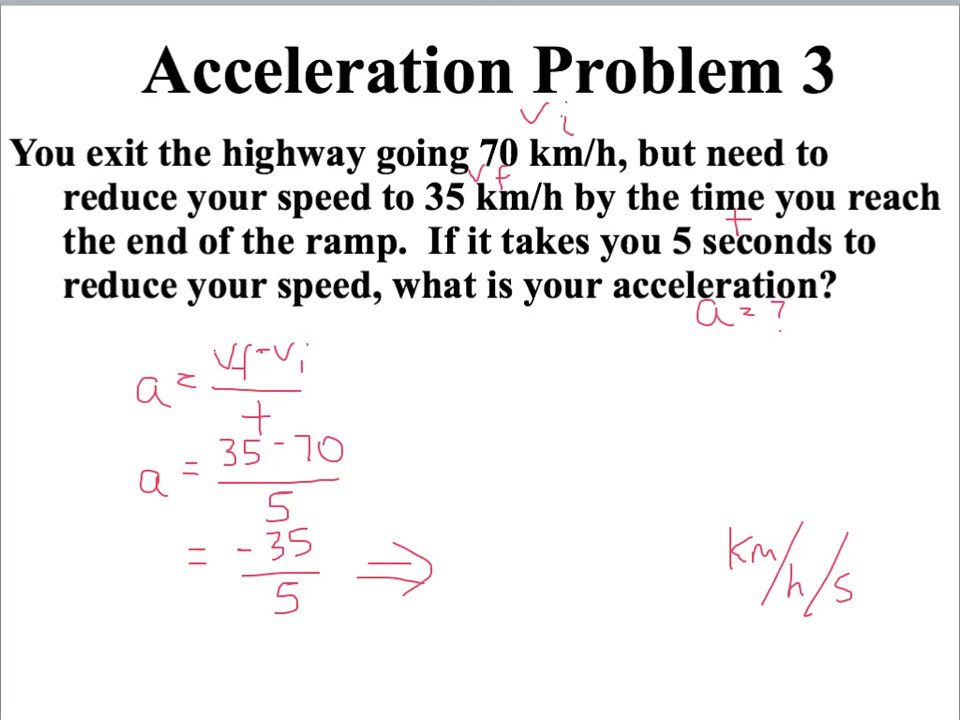 Acceleration Problem 3
vi
You exit the highway going 70 km/h, but need to
vf
reduce your speed to 35 km/h by the time you reach
t
the end of the ramp. If it takes you 5 seconds to
reduce your speed, what is your acceleration?
a = ?
a = vf - vi
t
a = 35 - 70
5
= - 35 ⇒
5
km/h/s